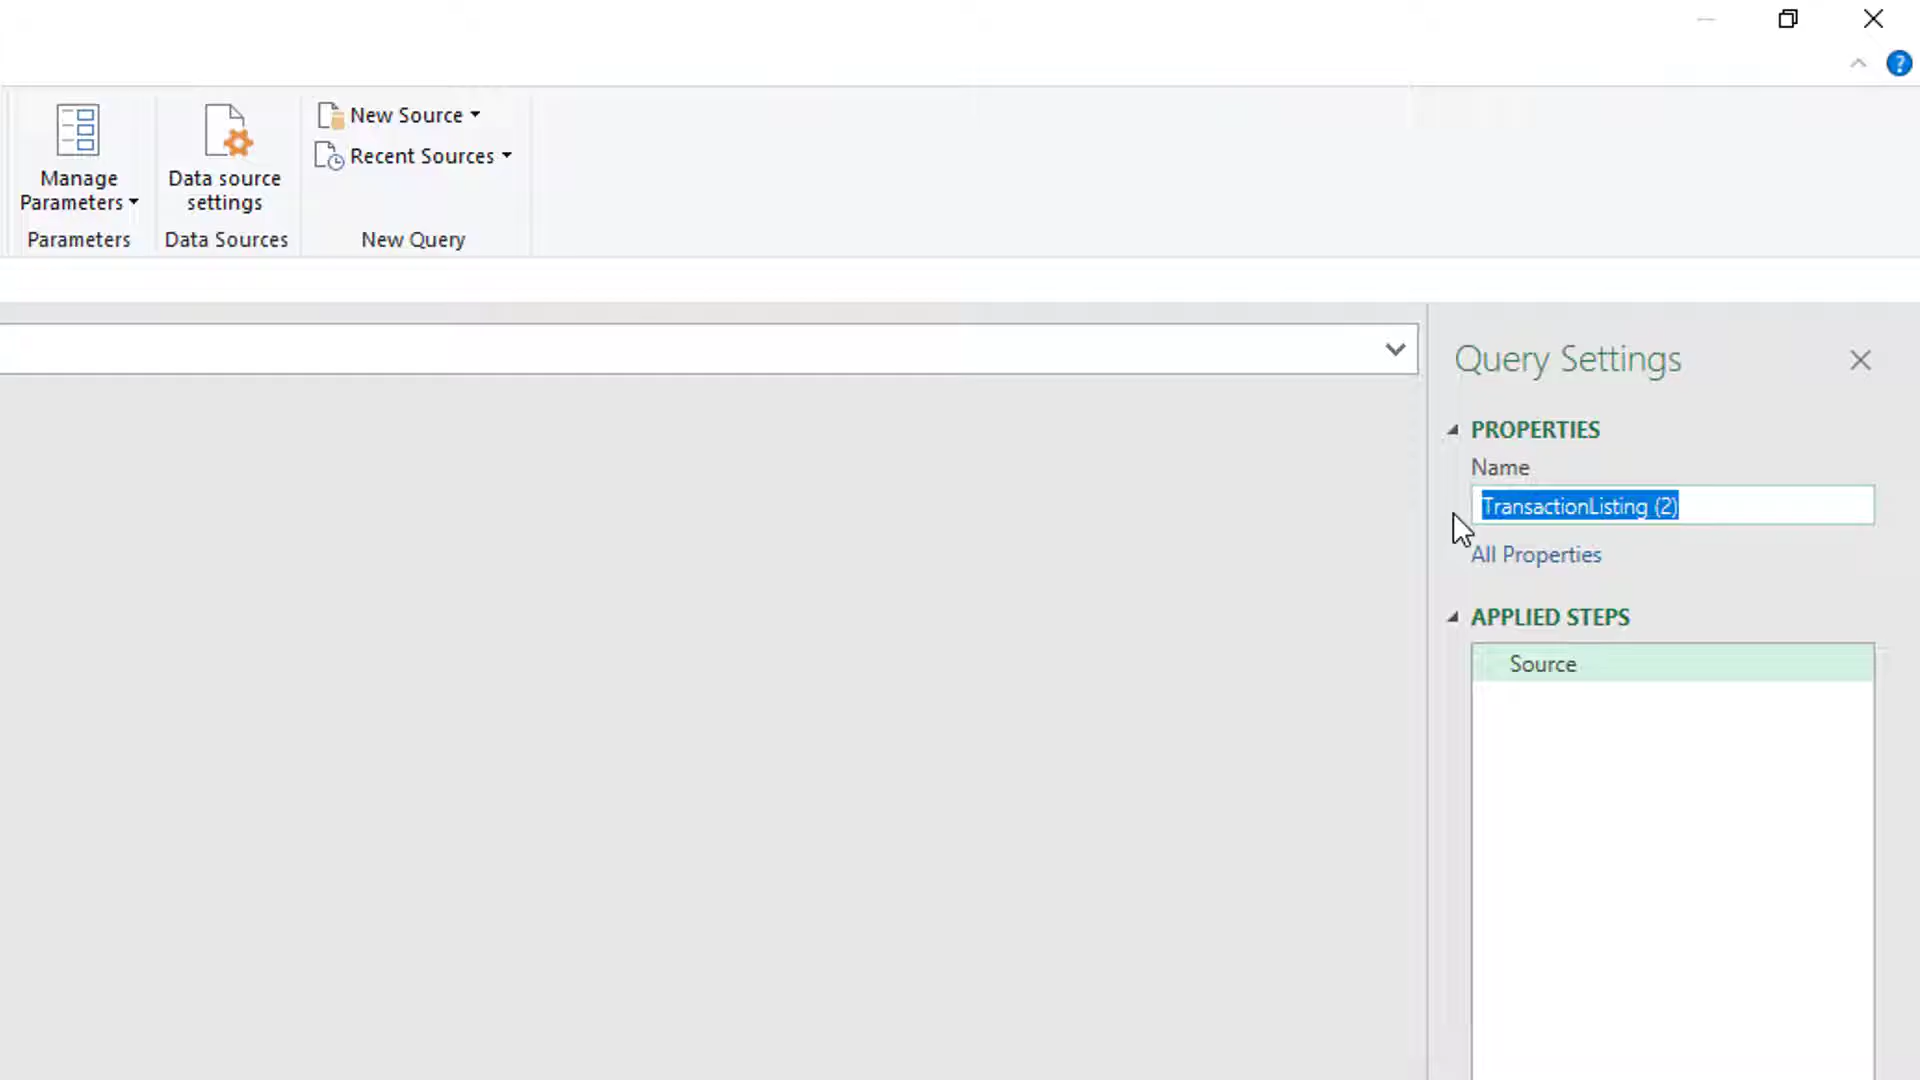 ?
New Source
Recent Sources
Manage
Parameters
Data source
settings
Parameters
Data Sources
New Query
Query Settings
PROPERTIES
Name
TransactionListing (2)
All Properties
APPLIED STEPS
Source